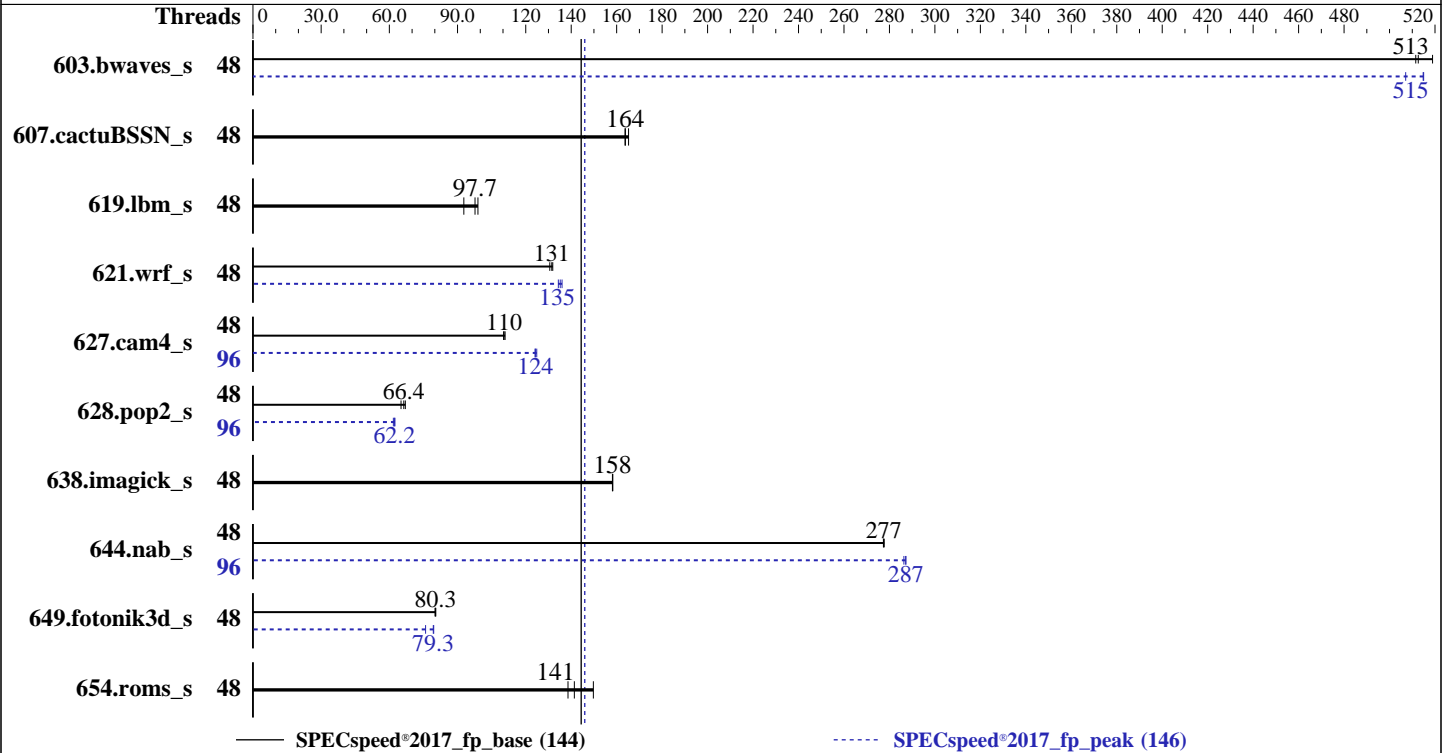 Threads 0 30.0 60.0 90.0 120 140 160 180 200 220 240 260 280 300 320 340 360 380 400 420 440 460 480 520
513
603.bwaves_s 48
515
164
607.cactuBSSN_s 48
97.7
619.lbm_s 48
131
621.wrf_s 48
135
110
48
627.cam4_s
96
124
66.4
48
628.pop2_s
96
62.2
158
638.imagick_s 48
277
48
644.nab_s
96
287
80.3
649.fotonik3d_s 48
79.3
141
654.roms_s 48
SPECspeed®2017_fp_base (144)
SPECspeed®2017_fp_peak (146)